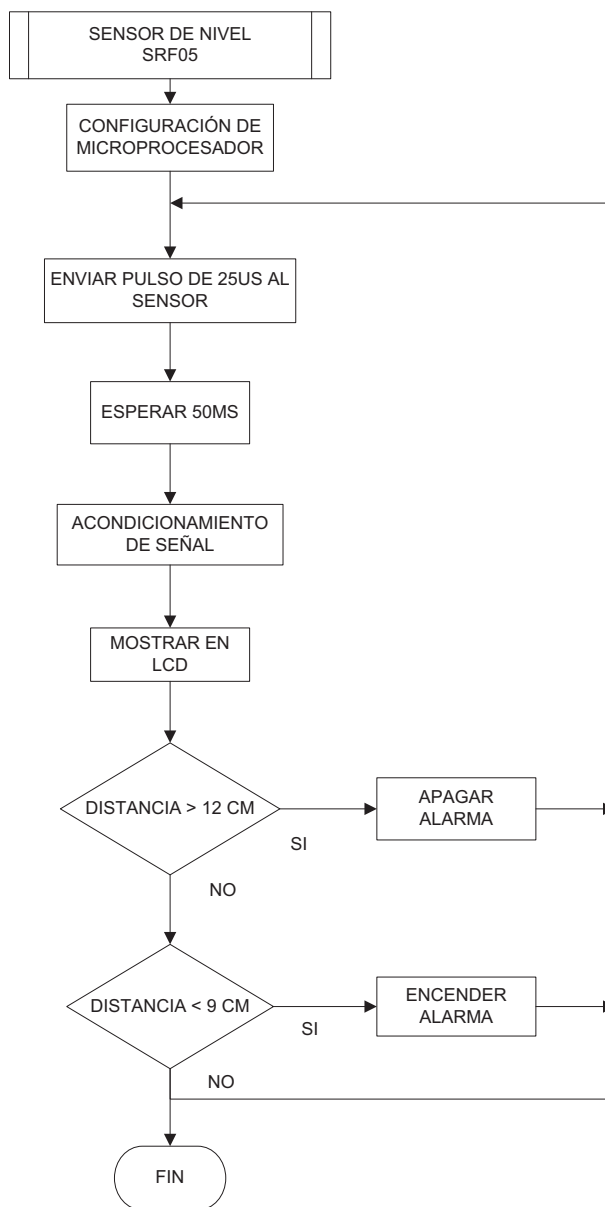 SENSOR DE NIVEL
SRF05
CONFIGURACIÓN DE
MICROPROCESADOR
ENVIAR PULSO DE 25US AL
SENSOR
ESPERAR 50MS
ACONDICIONAMIENTO
DE SEÑAL
MOSTRAR EN
LCD
DISTANCIA > 12 CM
SI
APAGAR
ALARMA
NO
DISTANCIA < 9 CM
SI
ENCENDER
ALARMA
NO
FIN